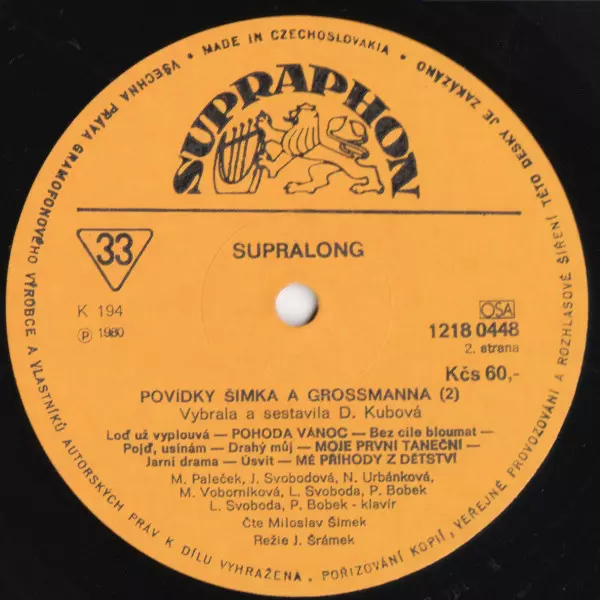 VŠECHNA PRÁVA GRAMOFONOVÉHO VÝROBCE A VLASTNÍKŮ AUTORSKÝCH PRÁV K DÍLU VYHRAŽENA. POŘIZOVÁNÍ KOPIÍ, VEŘEJNÉ PROVOZOVÁNÍ A ROZHLASOVÉ ŠÍŘENÍ TÉTO DESKY JE ZAKÁZÁNO • MADE IN CZECHOSLOVAKIA •
SUPRAPHON
33
SUPRALONG
K 194
OSA
Ⓟ 1980
1218 0448
2. strana
Kčs 60,-
POVÍDKY ŠIMKA A GROSSMANNA (2)
Vybrala a sestavila D. Kubová
Loď už vyplouvá — POHODA VÁNOC — Bez cíle bloumat —
Pojď, usínám — Drahý můj — MOJE PRVNÍ TANEČNÍ —
Jarní drama — Úsvit — MÉ PŘÍHODY Z DĚTSTVÍ
M. Paleček, J. Svobodová, N. Urbánková,
M. Voborníková, L. Svoboda, P. Bobek
L. Svoboda, P. Bobek - klavír
Čte Miloslav Šimek
Režie J. Šrámek